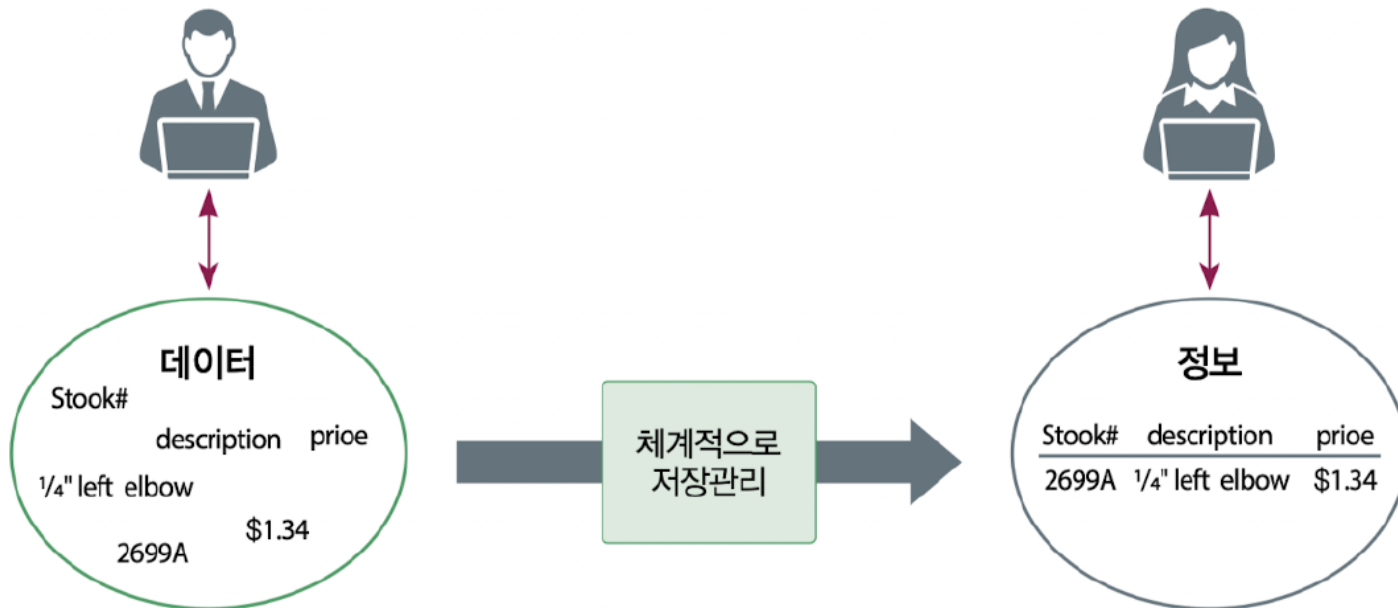 데이터
Stook#
description prioe
¼" left elbow
$1.34
2699A
체계적으로
저장관리
정보
Stook# description prioe
2699A ¼" left elbow $1.34